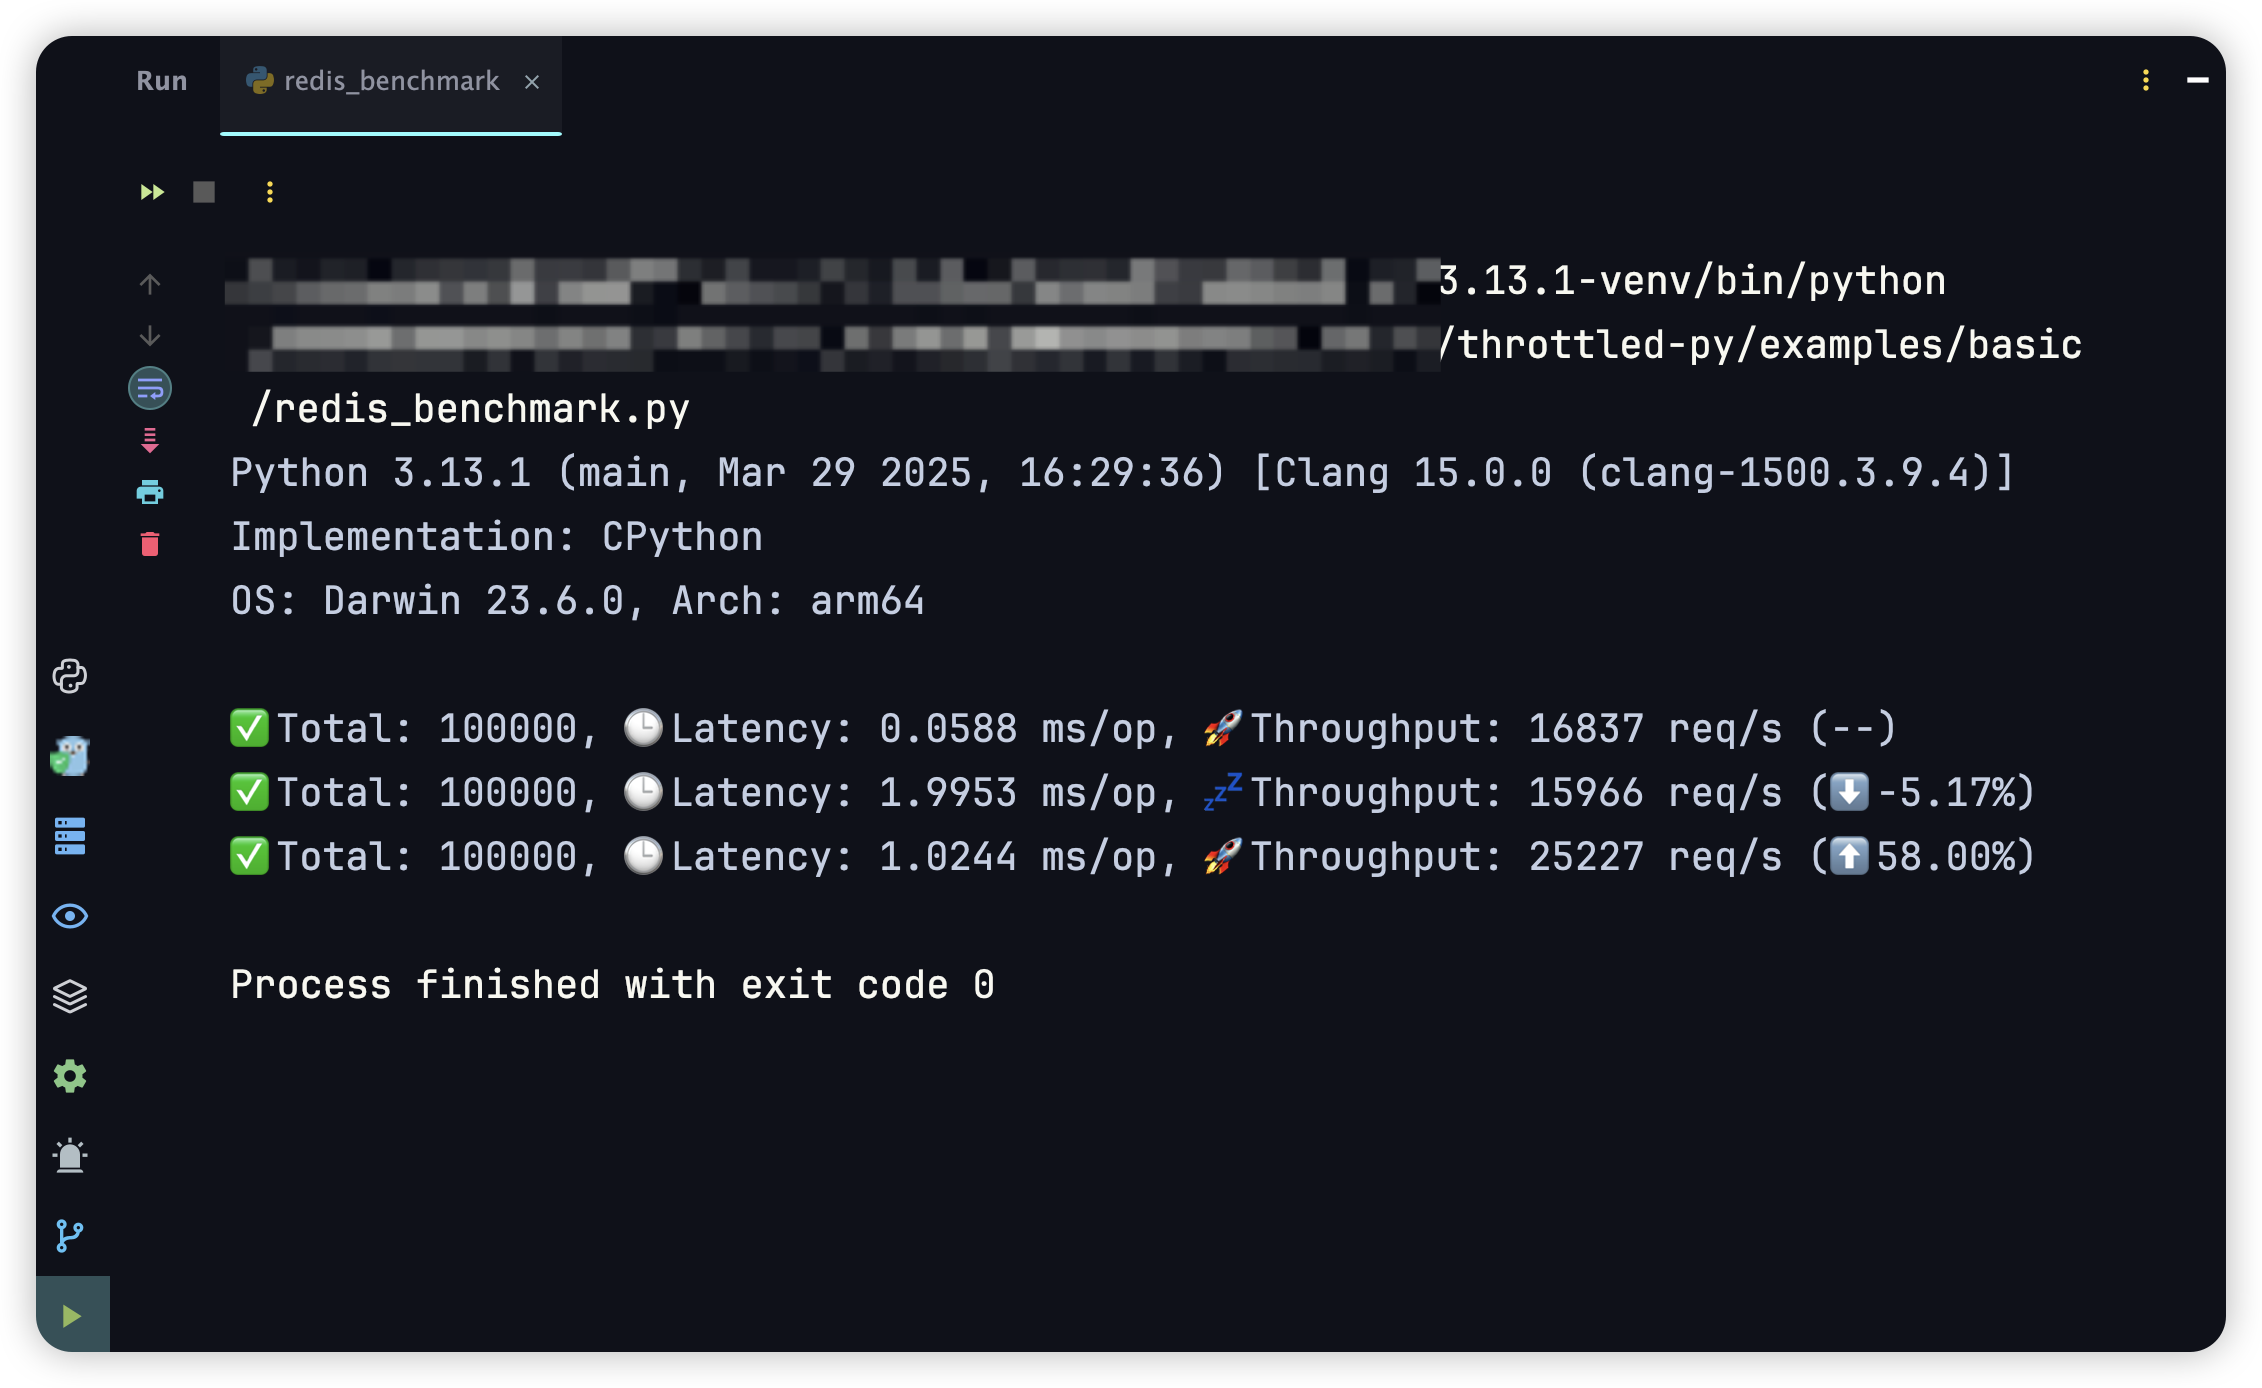 Run redis_benchmark ×
3.13.1-venv/bin/python
/throttled-py/examples/basic
/redis_benchmark.py
Python 3.13.1 (main, Mar 29 2025, 16:29:36) [Clang 15.0.0 (clang-1500.3.9.4)]
Implementation: CPython
OS: Darwin 23.6.0, Arch: arm64
✅Total: 100000, 🕒Latency: 0.0588 ms/op, 🚀Throughput: 16837 req/s (--)
✅Total: 100000, 🕒Latency: 1.9953 ms/op, 💤Throughput: 15966 req/s (⬇️-5.17%)
✅Total: 100000, 🕒Latency: 1.0244 ms/op, 🚀Throughput: 25227 req/s (⬆️58.00%)
Process finished with exit code 0